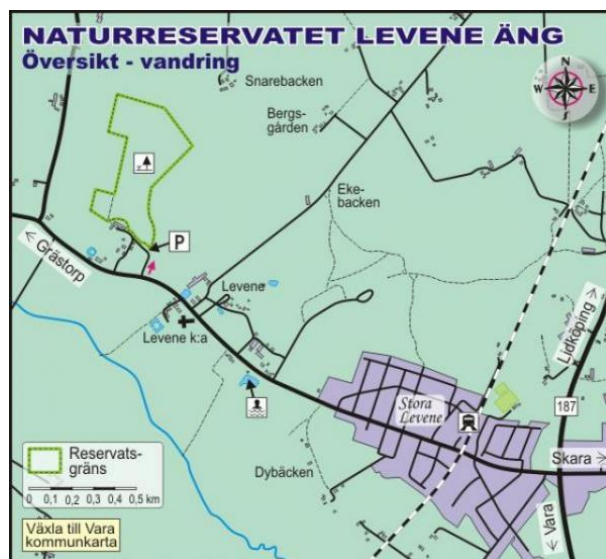 NATURRESERVATET LEVENE ÄNG
Översikt - vandring
Snarebacken
N
W
E
S
Bergs-
gården
Eke-
backen
P
← Grästorp
Levene
Levene k:a
Lidköping →
187
Stora
Levene
Skara →
Reservats-
gräns
Dybäcken
0 0,1 0,2 0,3 0,4 0,5 km
← Vara
Växla till Vara
kommunkarta